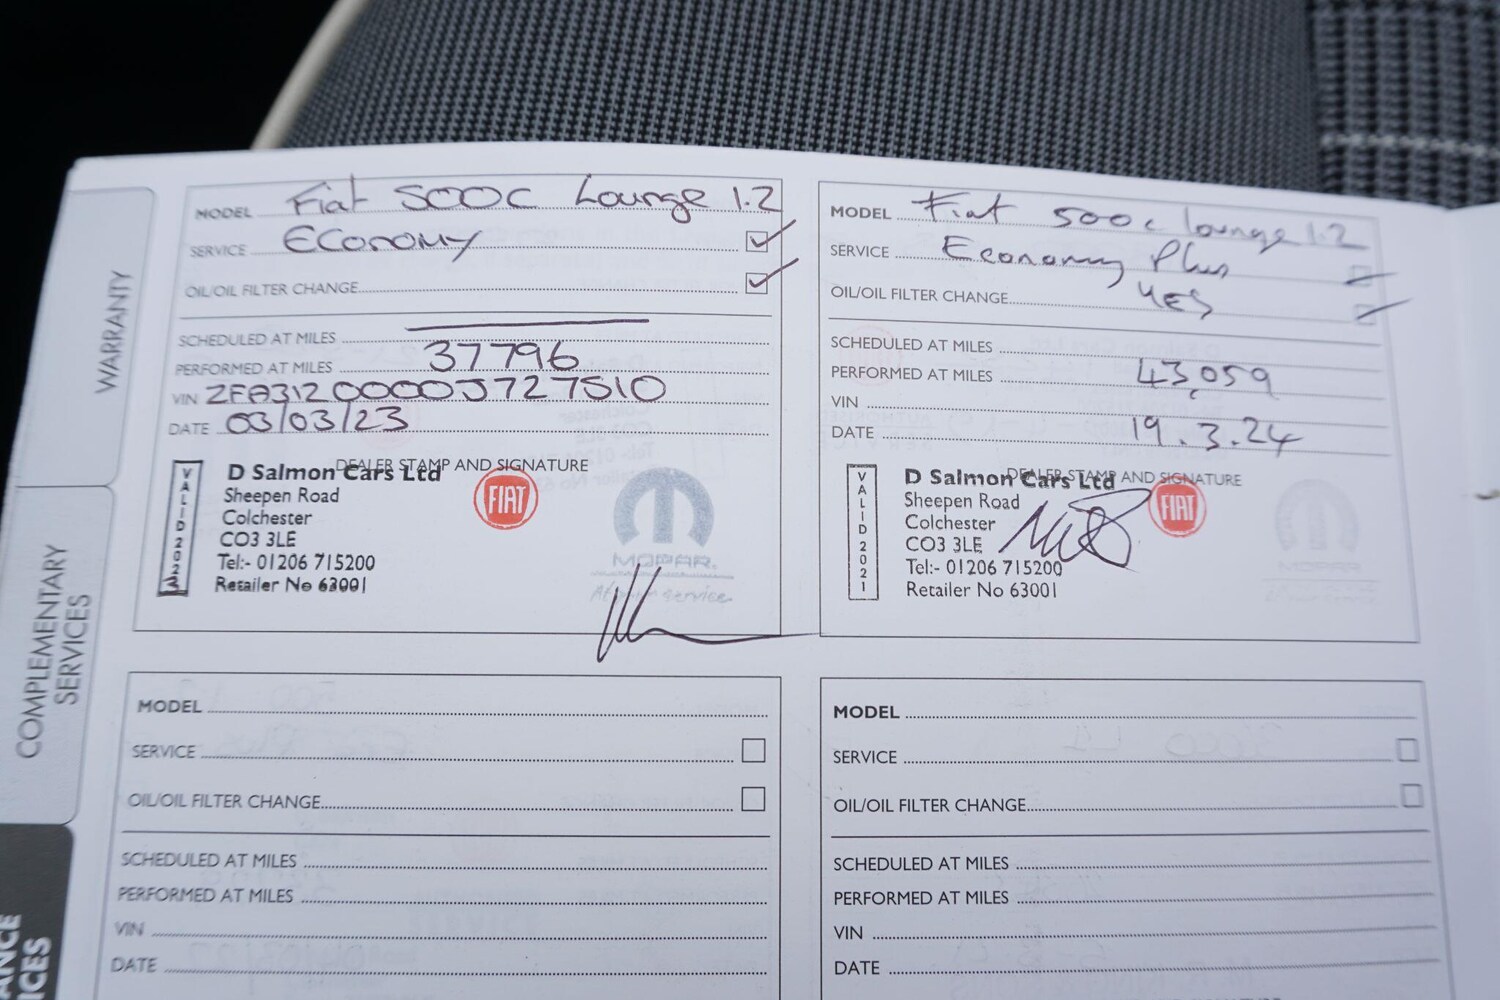 WARRANTY
COMPLEMENTARY
SERVICES
MODEL Fiat 500C Lounge 1.2
SERVICE ECONOMY
OIL/OIL FILTER CHANGE
SCHEDULED AT MILES
PERFORMED AT MILES 37796
VIN ZFA3120000J727510
DATE 03/03/23
DEALER STAMP AND SIGNATURE
VALID 2023
D Salmon Cars Ltd
Sheepen Road
Colchester
CO3 3LE
Tel:- 01206 715200
Retailer No 63001
FIAT
MOPAR.
MODEL Fiat 500c lounge 1.2
SERVICE Economy Plus
OIL/OIL FILTER CHANGE YES
SCHEDULED AT MILES
PERFORMED AT MILES 43,059
VIN
DATE 19.3.24
DEALER STAMP AND SIGNATURE
VALID 2021
D Salmon Cars Ltd
Sheepen Road
Colchester
CO3 3LE
Tel:- 01206 715200
Retailer No 63001
FIAT
MOPAR
MODEL
SERVICE
OIL/OIL FILTER CHANGE
SCHEDULED AT MILES
PERFORMED AT MILES
VIN
DATE
MODEL
SERVICE
OIL/OIL FILTER CHANGE
SCHEDULED AT MILES
PERFORMED AT MILES
VIN
DATE